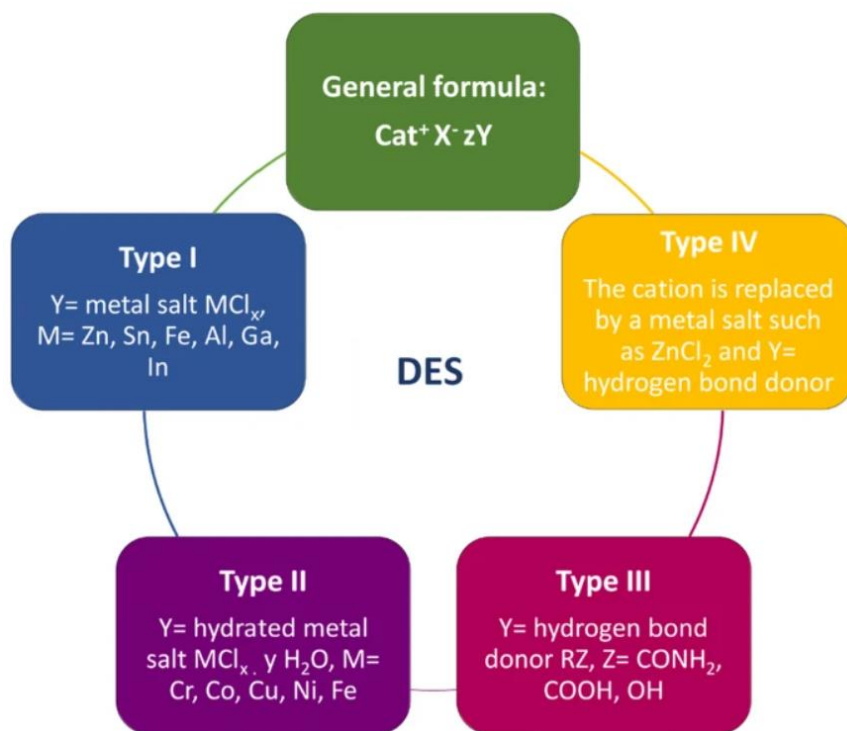 General formula:
Cat⁺ X⁻ zY
Type I
Y= metal salt MClₓ,
M= Zn, Sn, Fe, Al, Ga,
In
Type IV
The cation is replaced
by a metal salt such
as ZnCl₂ and Y=
hydrogen bond donor
DES
Type II
Y= hydrated metal
salt MClₓ . y H₂O, M=
Cr, Co, Cu, Ni, Fe
Type III
Y= hydrogen bond
donor RZ, Z= CONH₂,
COOH, OH